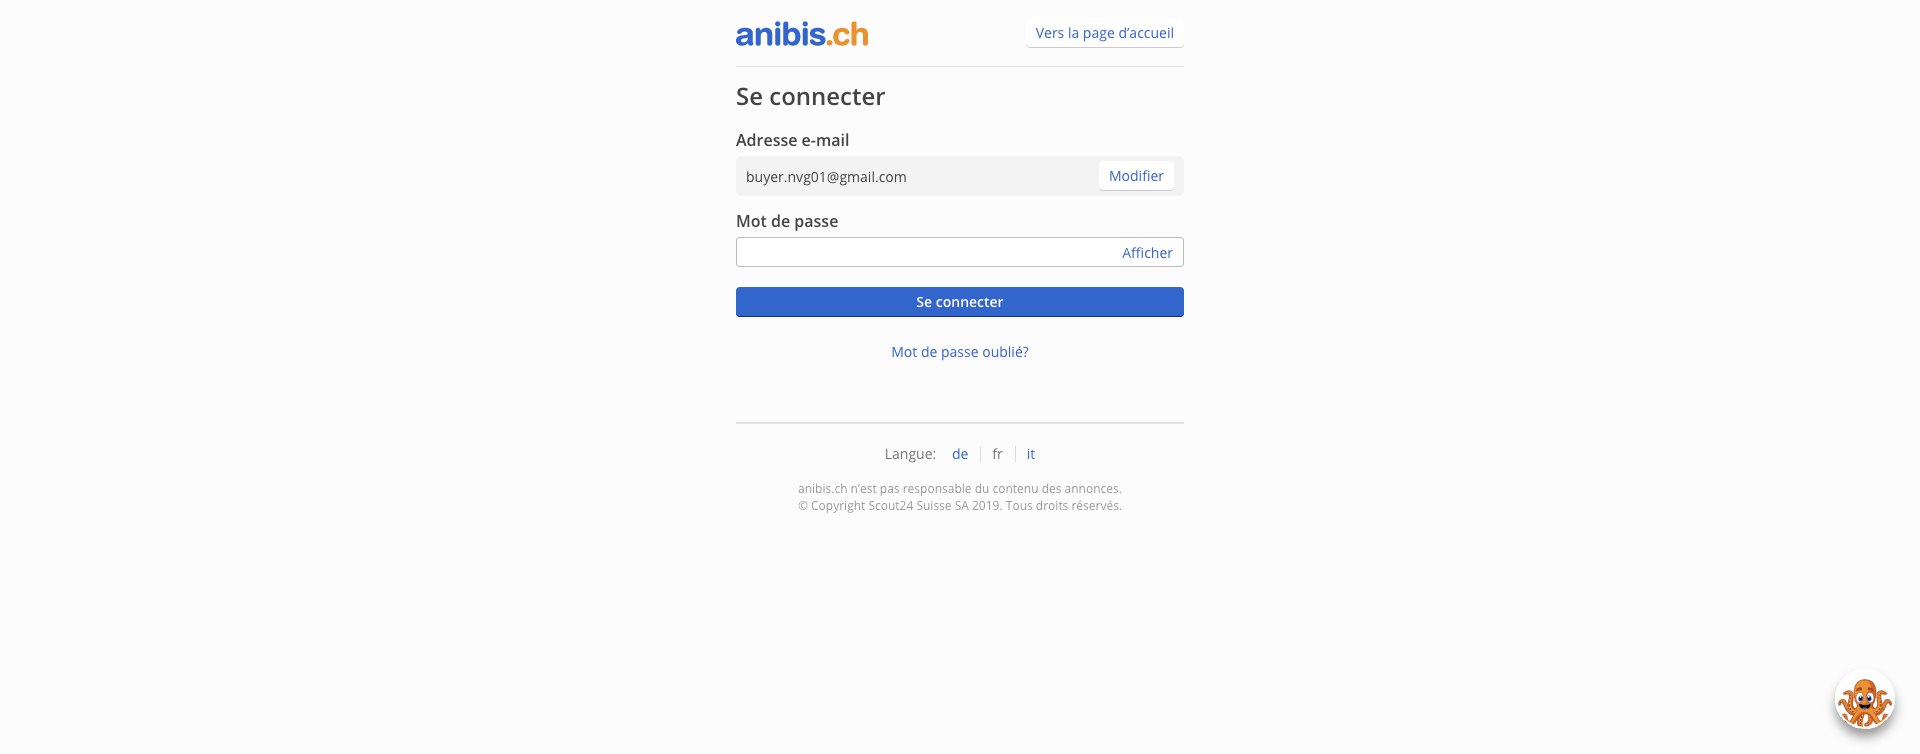 anibis.ch
Vers la page d’accueil
Se connecter
Adresse e-mail
buyer.nvg01@gmail.com
Modifier
Mot de passe
Afficher
Se connecter
Mot de passe oublié?
Langue: de fr it
anibis.ch n’est pas responsable du contenu des annonces.
© Copyright Scout24 Suisse SA 2019. Tous droits réservés.